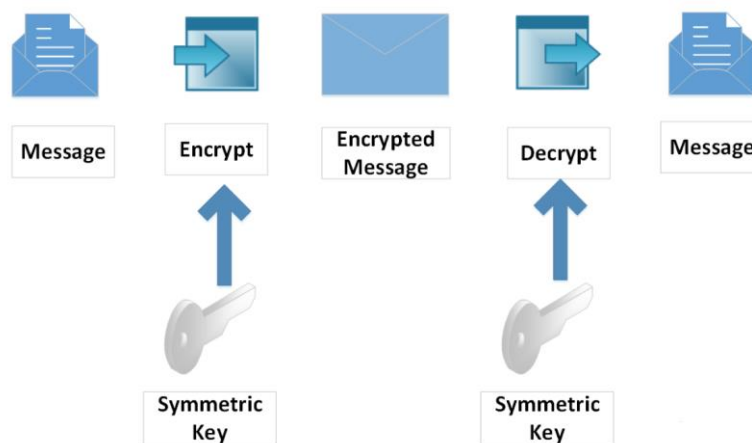 Message
Encrypt
Encrypted
Message
Decrypt
Message
Symmetric
Key
Symmetric
Key